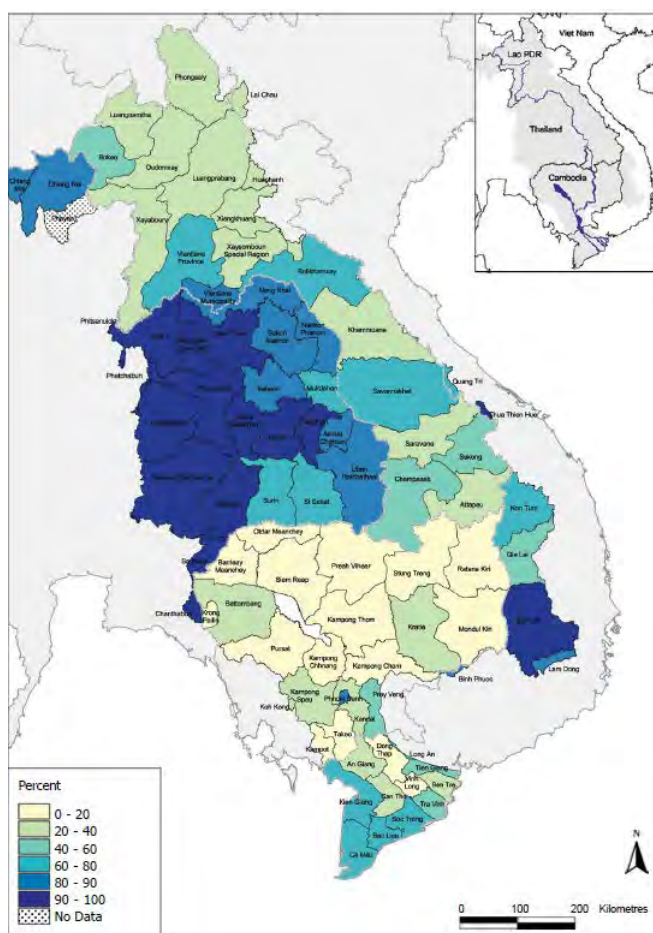 Viet Nam
Lao PDR
Thailand
Cambodia
Phongsaly
Lai Chau
Luangnamtha
Bokeo
Oudomxay
Luangprabang
Huaphanh
Chiang Rai
Xayaboury
Xiengkhuang
Vientiane
Province
Xaysomboun
Special Region
Bolikhamxay
Vientiane
Municipality
Nong Khai
Phitsanulok
Phetchabun
Sakon
Nakhon
Nakhon
Phanom
Khammuane
Mukdahan
Savannakhet
Quang Tri
Thua Thien Hue
Saravane
Sekong
Ubon
Ratchathani
Champasak
Attapeu
Surin
Si Saket
Kon Tum
Gia Lai
Oddar Meanchey
Banteay
Meanchey
Siem Reap
Preah Vihear
Stung Treng
Ratana Kiri
Chanthaburi
Krong
Pailin
Battambang
Kampong Thom
Kratie
Mondul Kiri
Lam Dong
Pursat
Kampong
Chhnang
Kampong Cham
Binh Phuoc
Koh Kong
Kampong
Speu
Phnum Penh
Prey Veng
Kandal
Takeo
Kampot
Dong
Thap
Long An
Tien Giang
An Giang
Vinh
Long
Ben Tre
Can Tho
Tra Vinh
Kien Giang
Soc Trang
Bac Lieu
Ca Mau
Percent
0 - 20
20 - 40
40 - 60
60 - 80
80 - 90
90 - 100
No Data
N
0 100 200 Kilometres